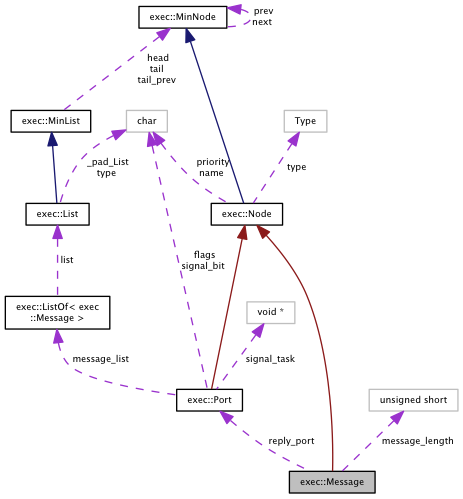 exec::MinNode
prev
next
head
tail
tail_prev
exec::MinList
char
Type
_pad_List
type
priority
name
type
exec::List
exec::Node
flags
signal_bit
list
exec::ListOf< exec
::Message >
void *
message_list
signal_task
exec::Port
unsigned short
reply_port
message_length
exec::Message